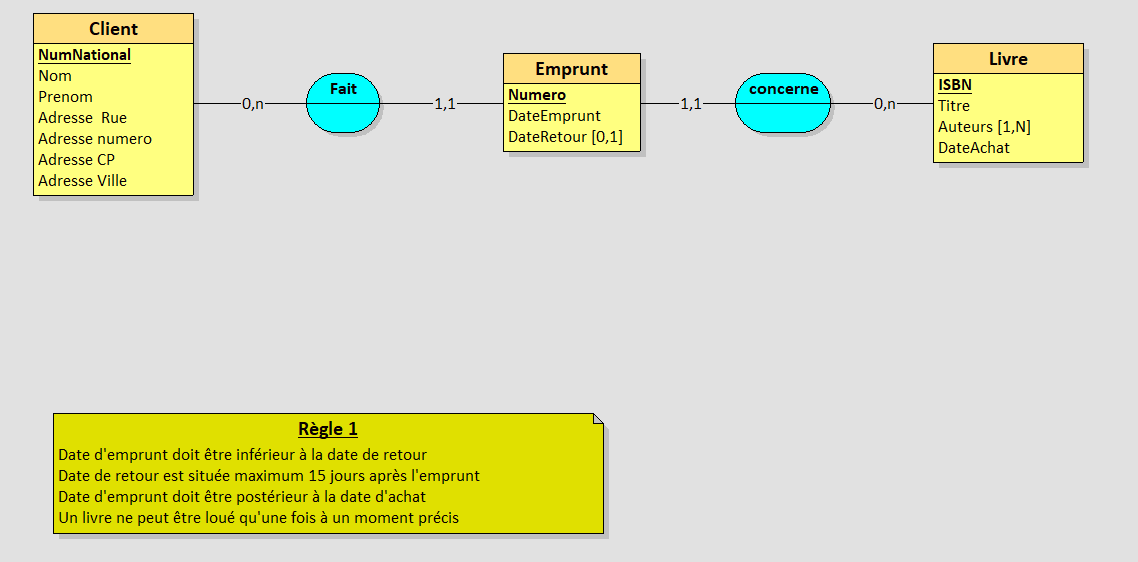 Client
NumNational
Nom
Prenom
Adresse  Rue
Adresse numero
Adresse CP
Adresse Ville
0,n
Fait
1,1
Emprunt
Numero
DateEmprunt
DateRetour [0,1]
1,1
concerne
0,n
Livre
ISBN
Titre
Auteurs [1,N]
DateAchat
Règle 1
Date d'emprunt doit être inférieur à la date de retour
Date de retour est située maximum 15 jours après l'emprunt
Date d'emprunt doit être postérieur à la date d'achat
Un livre ne peut être loué qu'une fois à un moment précis